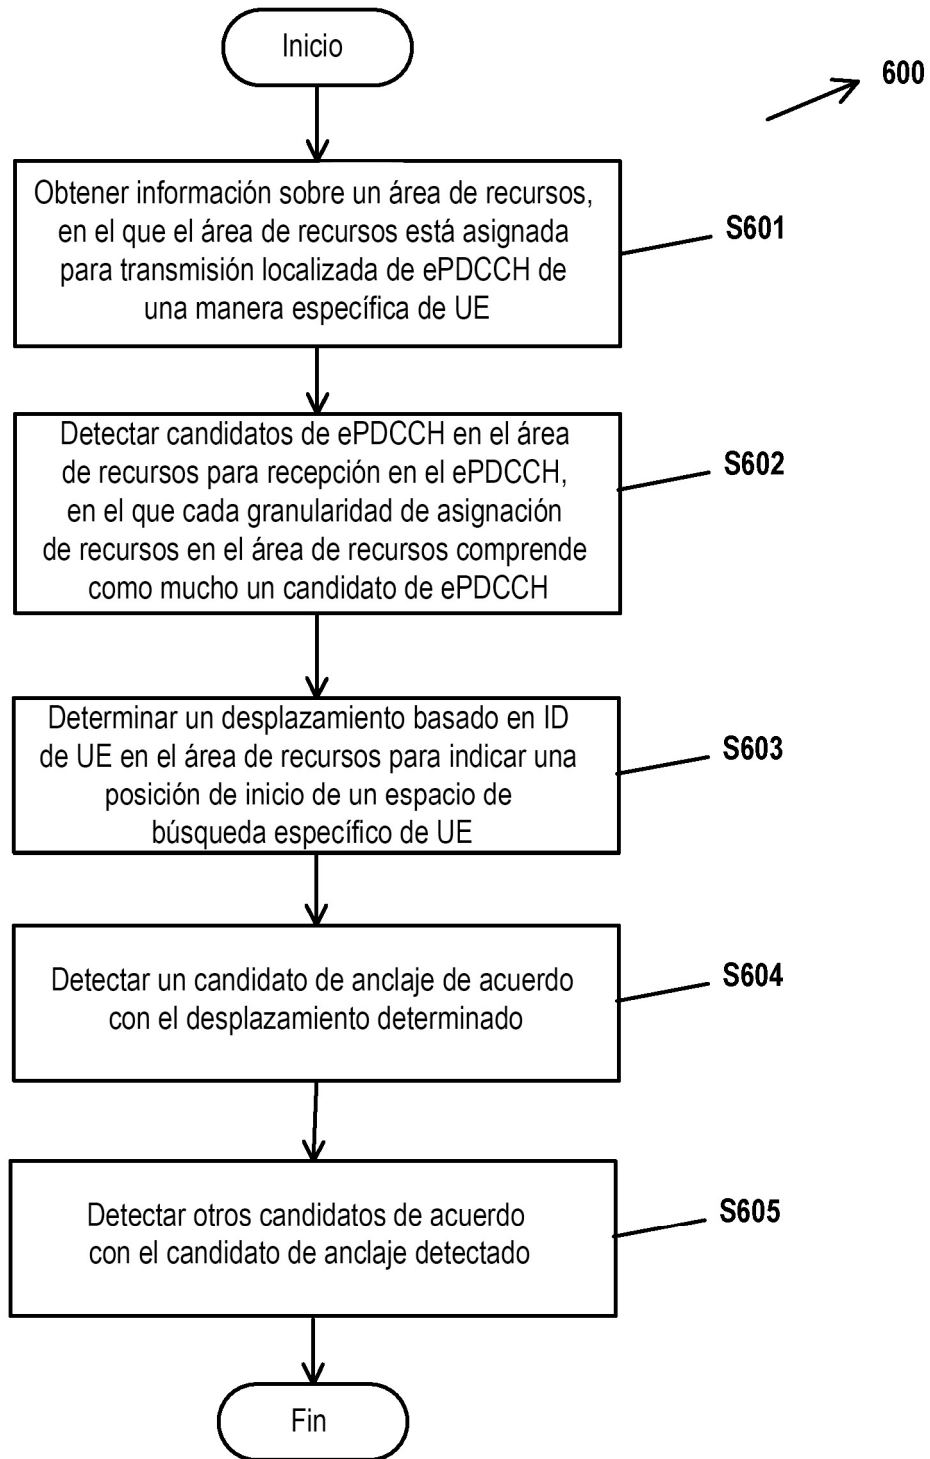 Inicio
600
Obtener información sobre un área de recursos,
en el que el área de recursos está asignada
para transmisión localizada de ePDCCH de
una manera específica de UE
S601
Detectar candidatos de ePDCCH en el área
de recursos para recepción en el ePDCCH,
en el que cada granularidad de asignación
de recursos en el área de recursos comprende
como mucho un candidato de ePDCCH
S602
Determinar un desplazamiento basado en ID
de UE en el área de recursos para indicar una
posición de inicio de un espacio de
búsqueda específico de UE
S603
Detectar un candidato de anclaje de acuerdo
con el desplazamiento determinado
S604
Detectar otros candidatos de acuerdo
con el candidato de anclaje detectado
S605
Fin